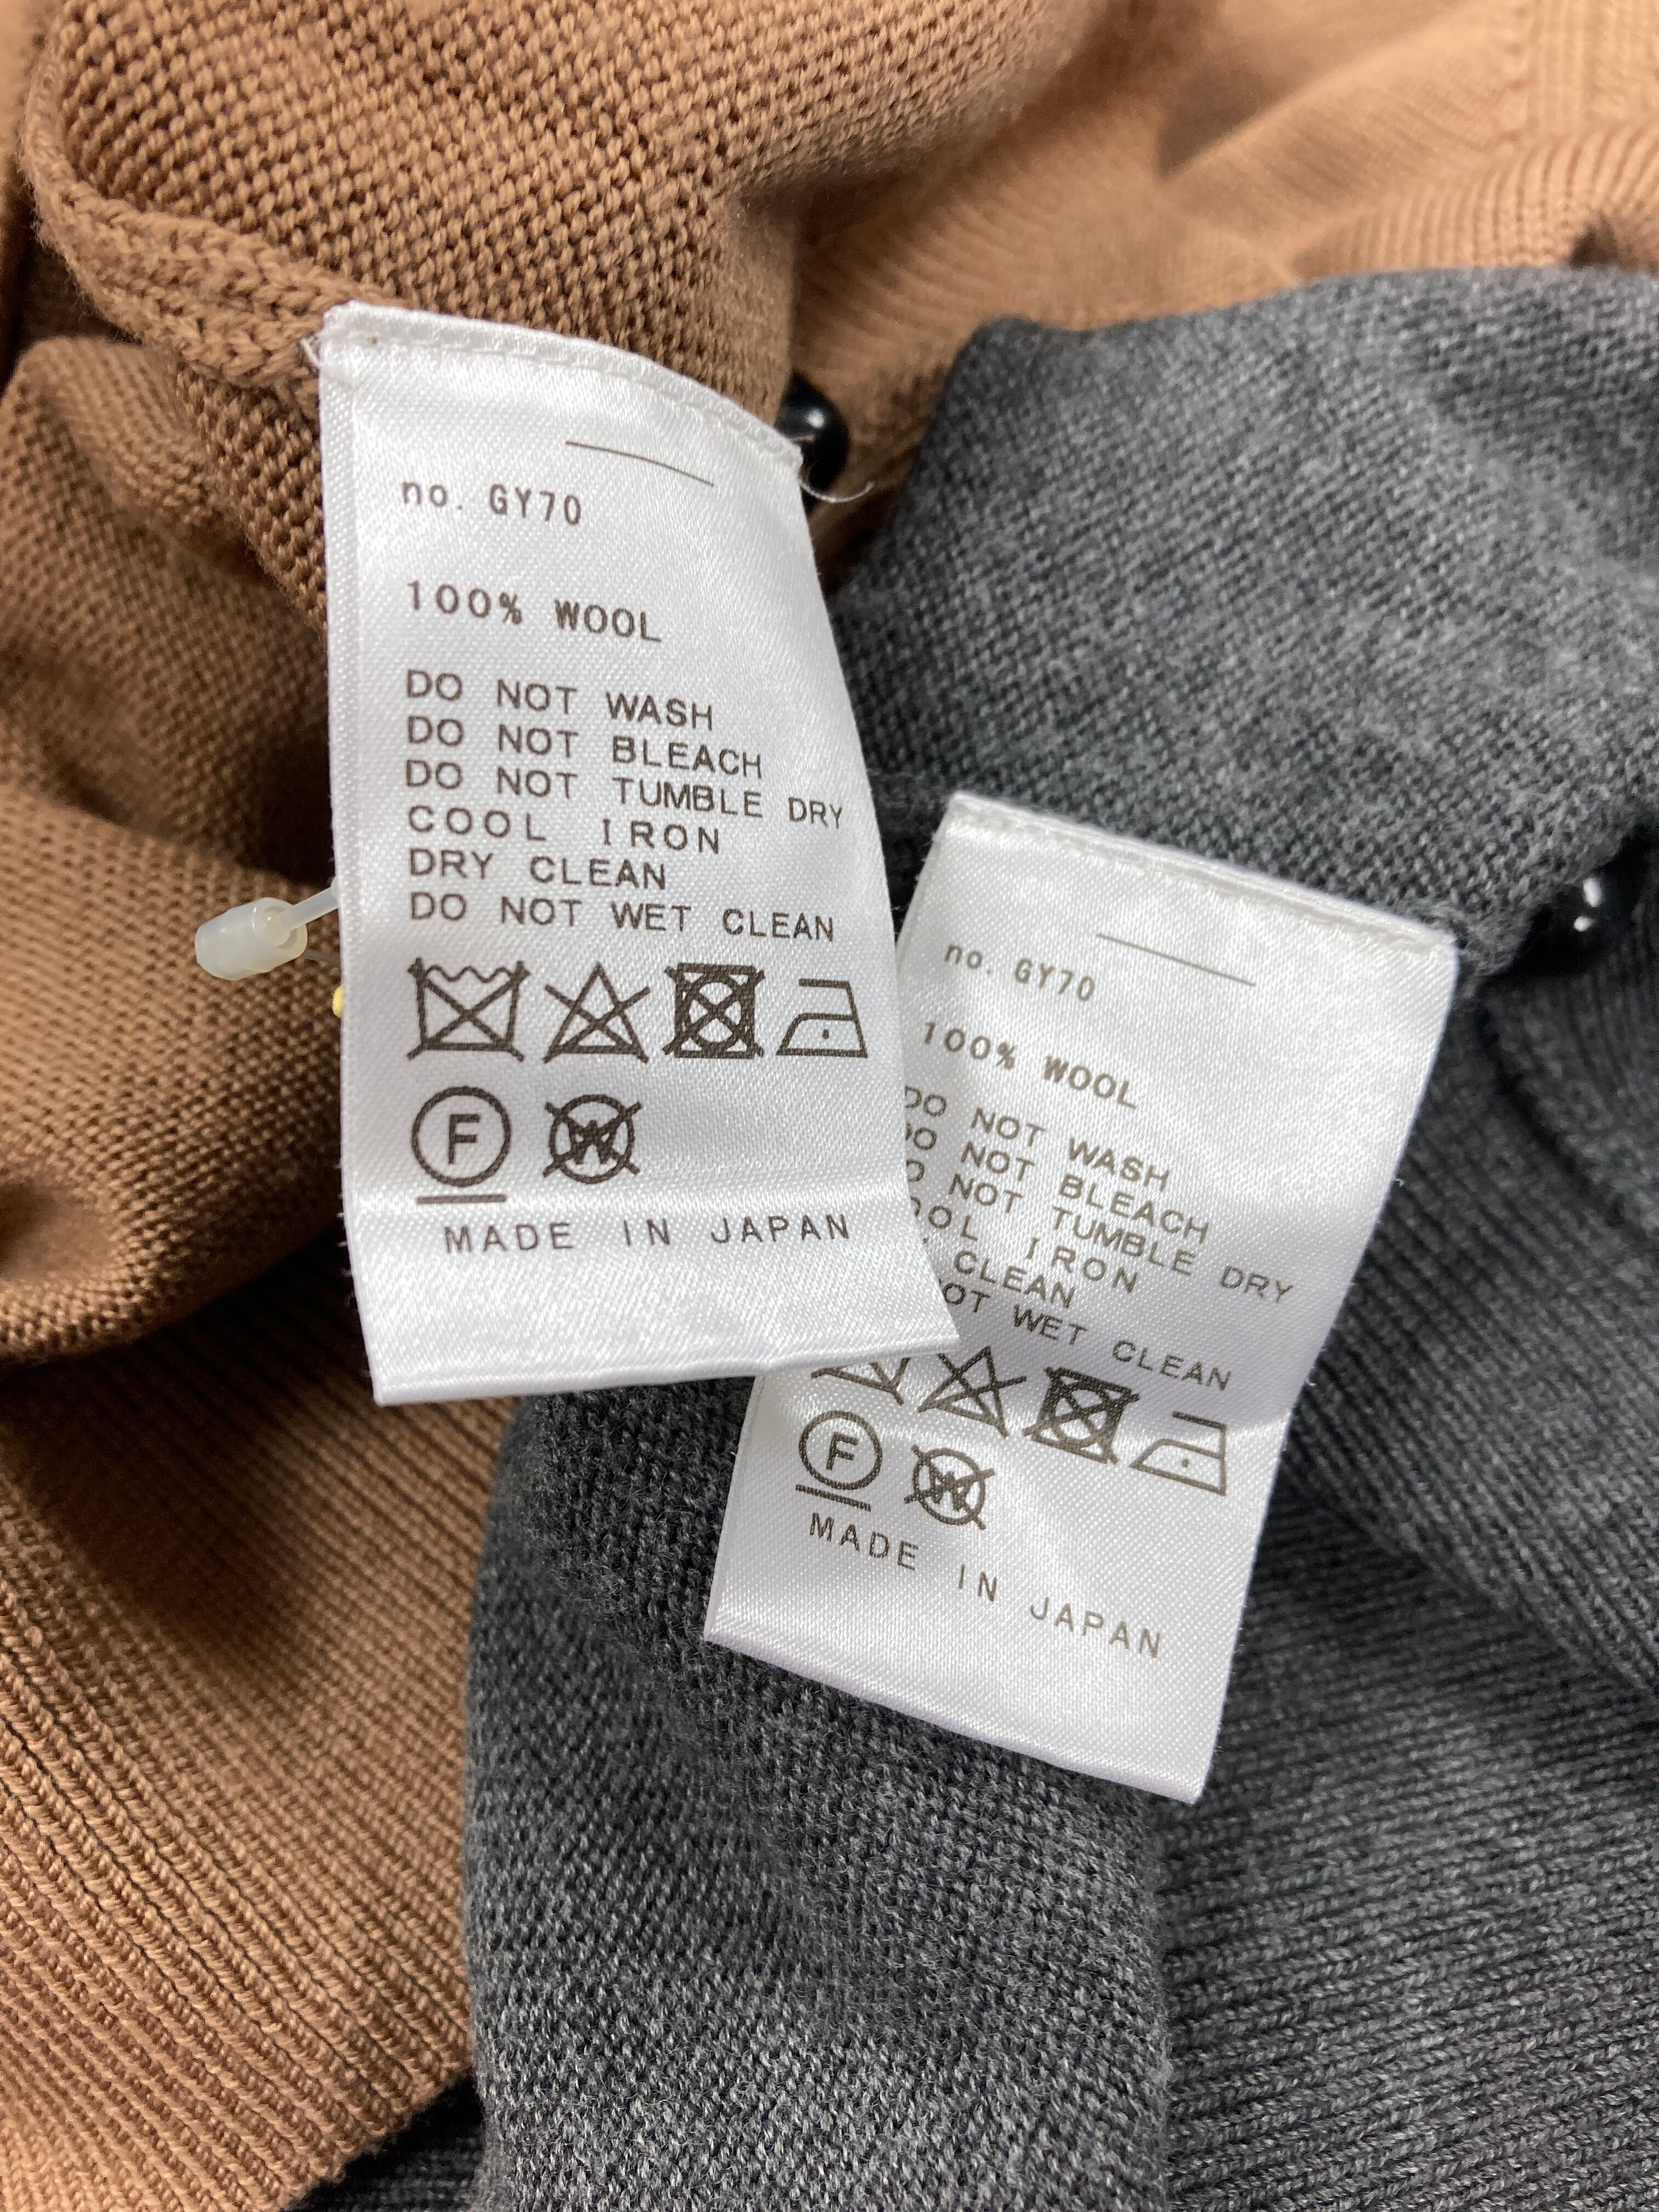 no. GY70
100% WOOL
DO NOT WASH
DO NOT BLEACH
DO NOT TUMBLE DRY
COOL IRON
DRY CLEAN
DO NOT WET CLEAN
F W
MADE IN JAPAN
no. GY70
100% WOOL
DO NOT WASH
DO NOT BLEACH
NOT TUMBLE DRY
IRON
CLEAN
WET CLEAN
F W
MADE IN JAPAN